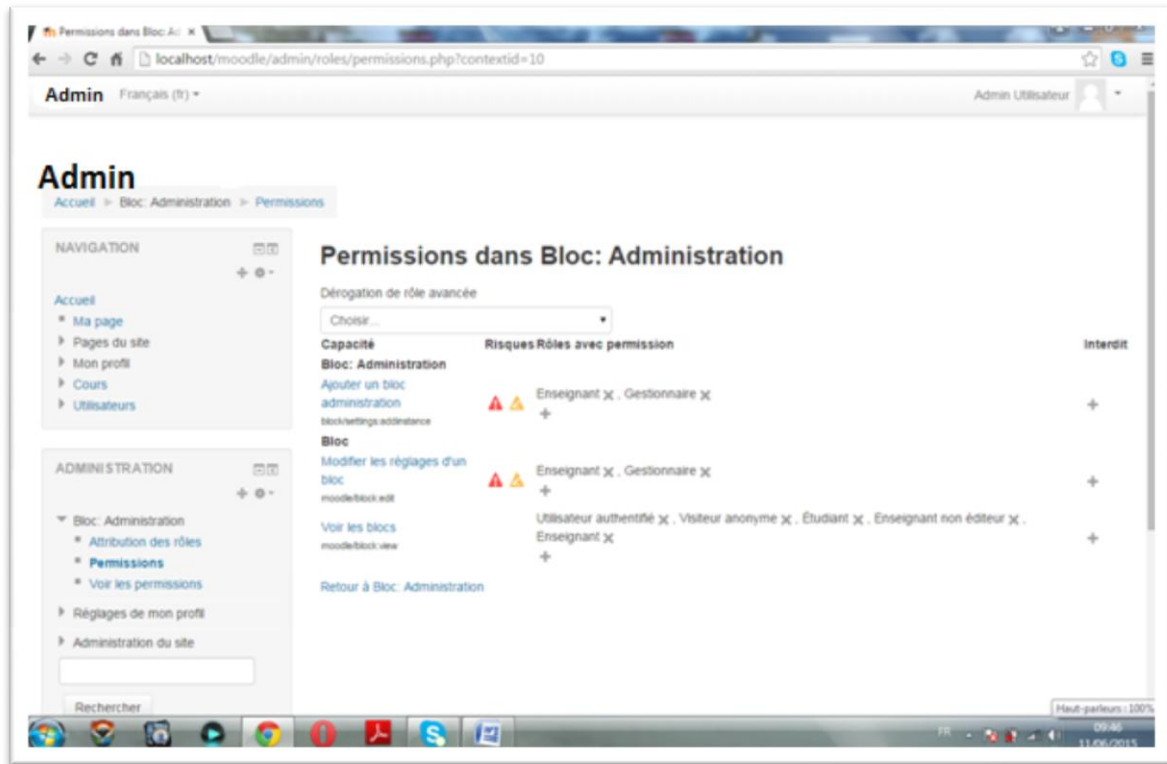 Permissions dans Bloc: Ad
localhost/moodle/admin/roles/permissions.php?contextid=10
Admin Français (fr) Admin Utilisateur
Admin
Accueil Bloc: Administration Permissions
NAVIGATION
Accueil
Ma page
Pages du site
Mon profil
Cours
Utilisateurs
ADMINISTRATION
Bloc: Administration
Attribution des rôles
Permissions
Voir les permissions
Réglages de mon profil
Administration du site
Rechercher
Permissions dans Bloc: Administration
Dérogation de rôle avancée
Choisir...
Capacité Risques Rôles avec permission Interdit
Bloc: Administration
Ajouter un bloc
administration
block/settings:addinstance
Enseignant , Gestionnaire
Bloc
Modifier les réglages d'un
bloc
moodle/block:edit
Enseignant , Gestionnaire
Voir les blocs
moodle/block:view
Utilisateur authentifié , Visiteur anonyme , Étudiant , Enseignant non éditeur ,
Enseignant
Retour à Bloc: Administration
Haut-parleurs : 100%
FR 09:46
11/06/2015